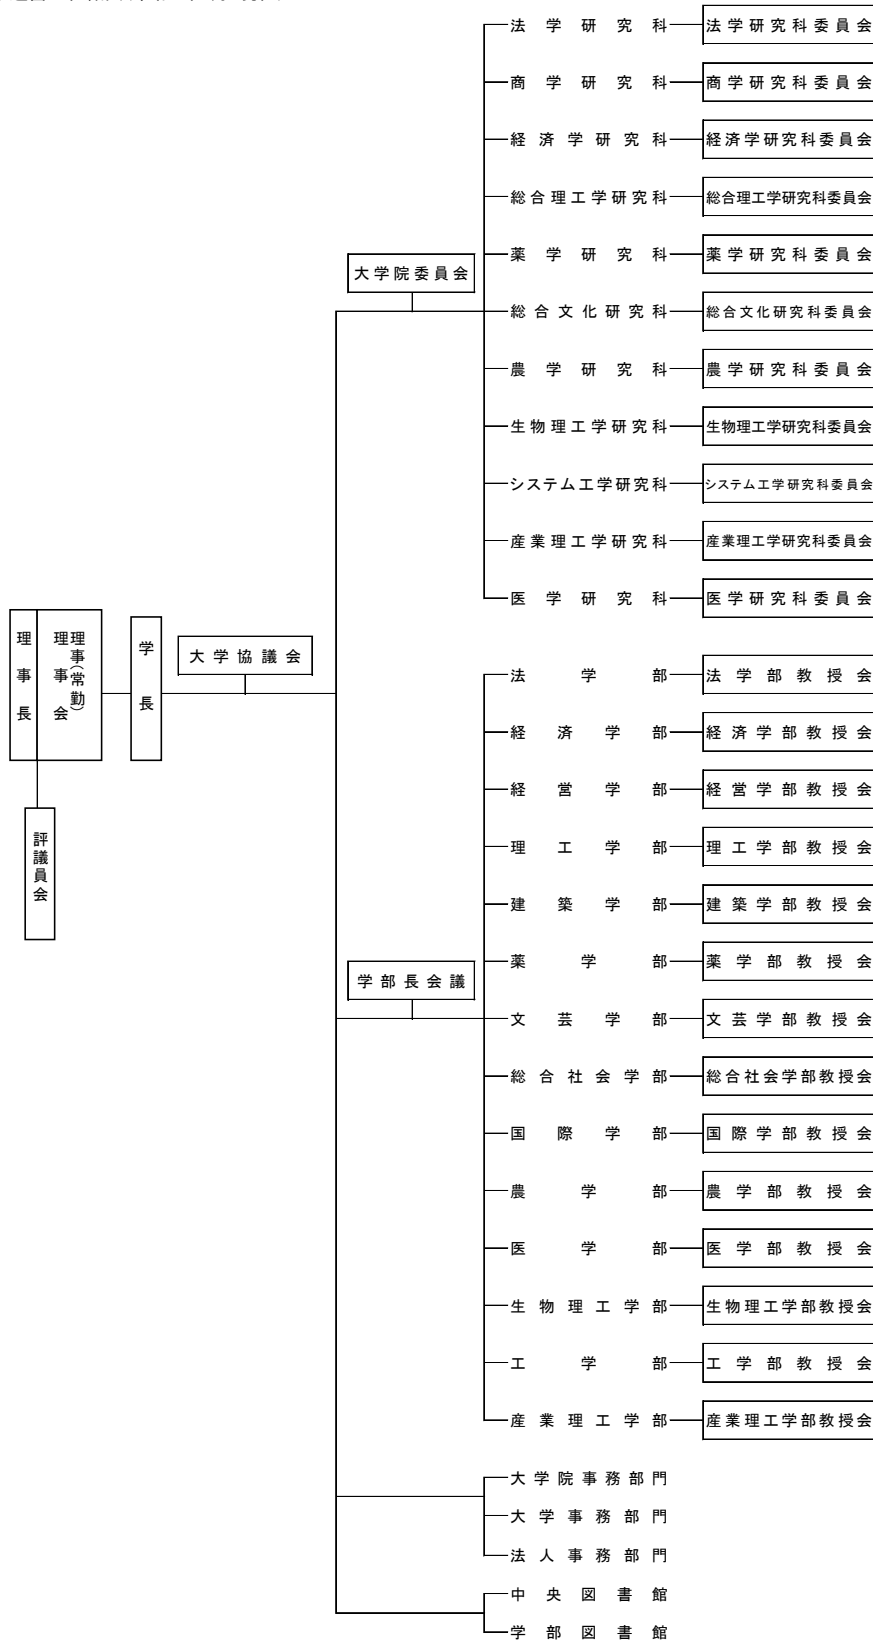 法学研究科 法学研究科委員会
商学研究科 商学研究科委員会
経済学研究科 経済学研究科委員会
総合理工学研究科 総合理工学研究科委員会
薬学研究科 薬学研究科委員会
大学院委員会
総合文化研究科 総合文化研究科委員会
農学研究科 農学研究科委員会
生物理工学研究科 生物理工学研究科委員会
システム工学研究科 システム工学研究科委員会
産業理工学研究科 産業理工学研究科委員会
医学研究科 医学研究科委員会
理事長
理事会
理事(常勤)
学長
大学協議会
評議員会
法学部 法学部教授会
経済学部 経済学部教授会
経営学部 経営学部教授会
理工学部 理工学部教授会
建築学部 建築学部教授会
薬学部 薬学部教授会
学部長会議
文芸学部 文芸学部教授会
総合社会学部 総合社会学部教授会
国際学部 国際学部教授会
農学部 農学部教授会
医学部 医学部教授会
生物理工学部 生物理工学部教授会
工学部 工学部教授会
産業理工学部 産業理工学部教授会
大学院事務部門
大学事務部門
法人事務部門
中央図書館
学部図書館